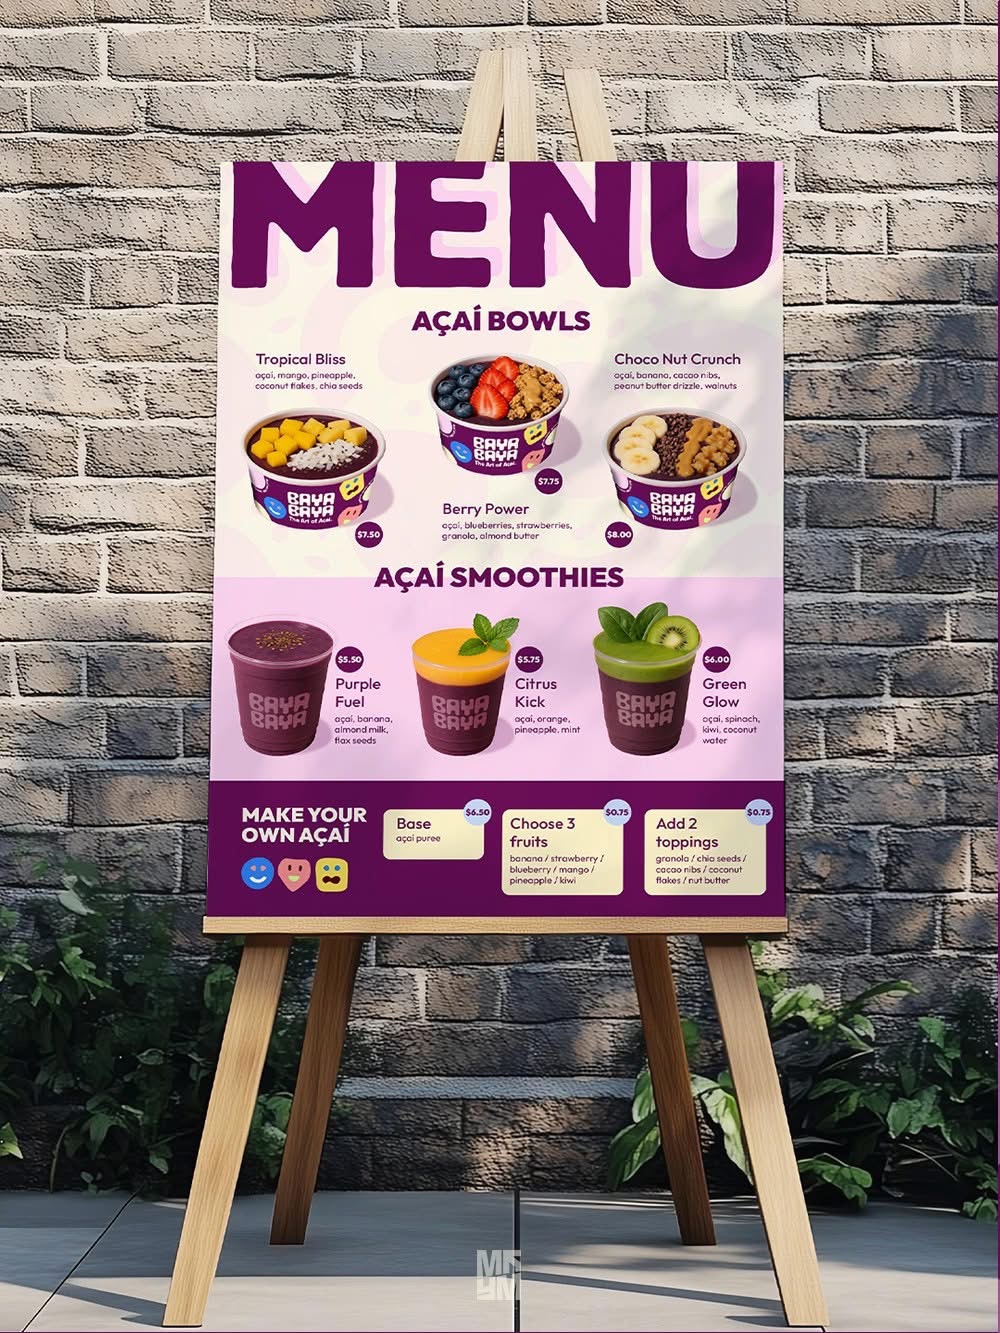 MENU
AÇAÍ BOWLS
Tropical Bliss
açaí, mango, pineapple,
coconut flakes, chia seeds
BAYA
BAYA
The Art of Açaí.
$7.50
BAYA
BAYA
The Art of Açaí.
$7.75
Berry Power
açaí, blueberries, strawberries,
granola, almond butter
Choco Nut Crunch
açaí, banana, cacao nibs,
peanut butter drizzle, walnuts
BAYA
BAYA
The Art of Açaí.
$8.00
AÇAÍ SMOOTHIES
BAYA
BAYA
$5.50
Purple
Fuel
açaí, banana,
almond milk,
flax seeds
BAYA
BAYA
$5.75
Citrus
Kick
açaí, orange,
pineapple, mint
BAYA
BAYA
$6.00
Green
Glow
açaí, spinach,
kiwi, coconut
water
MAKE YOUR
OWN AÇAÍ
Base
$6.50
açaí puree
Choose 3
fruits
$0.75
banana / strawberry /
blueberry / mango /
pineapple / kiwi
Add 2
toppings
$0.75
granola / chia seeds /
cacao nibs / coconut
flakes / nut butter